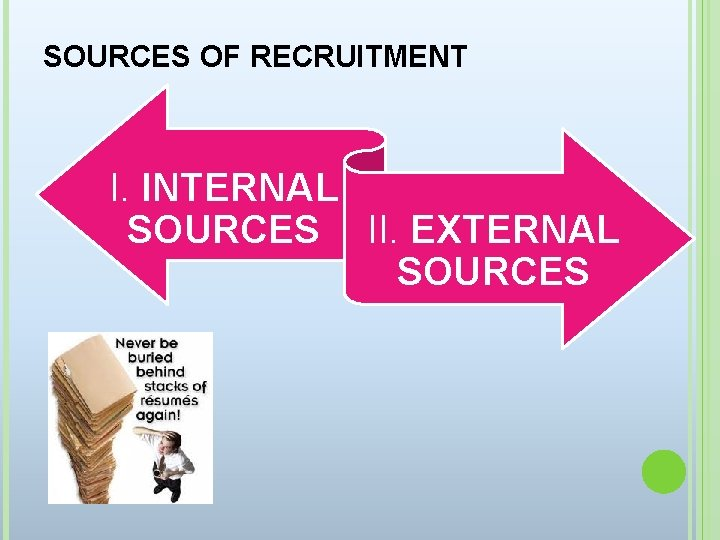 SOURCES OF RECRUITMENT
I. INTERNAL
SOURCES
II. EXTERNAL
SOURCES
Never be
buried
behind
stacks of
résumés
again!